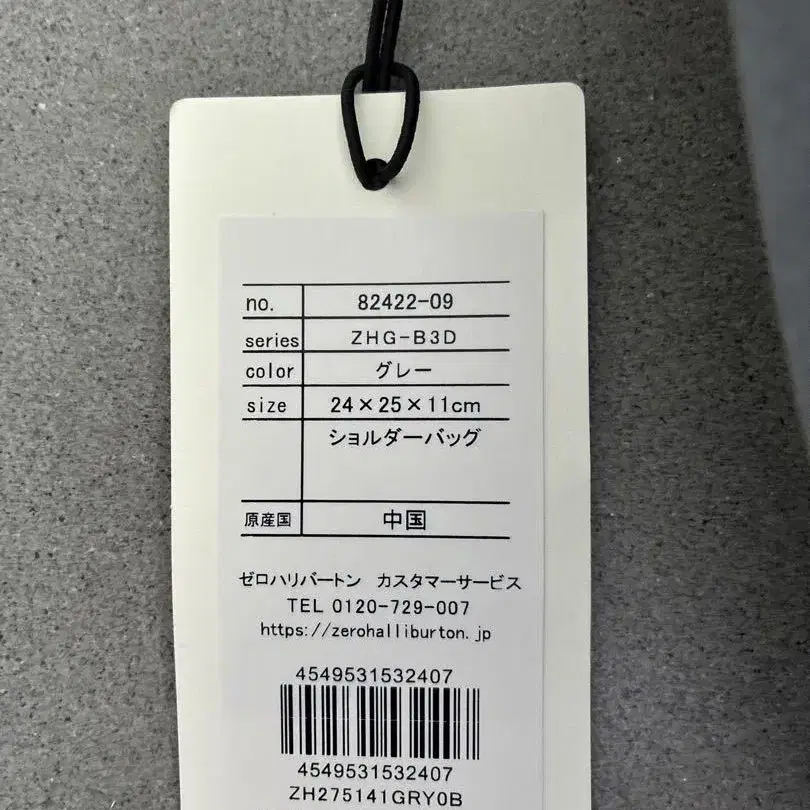 no. 82422-09
series ZHG-B3D
color グレー
size 24×25×11cm
ショルダーバッグ
原産国 中国
ゼロハリバートン カスタマーサービス
TEL 0120-729-007
https://zerohalliburton.jp
4549531532407
4549531532407
ZH275141GRY0B